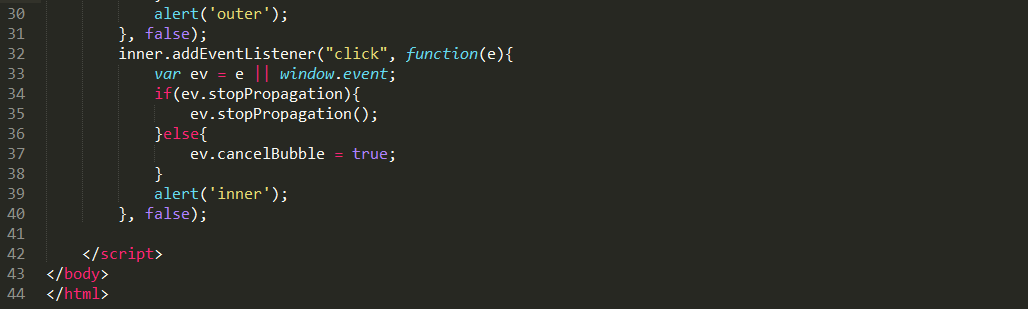 30 alert('outer');
31 }, false);
32 inner.addEventListener("click", function(e){
33 var ev = e || window.event;
34 if(ev.stopPropagation){
35 ev.stopPropagation();
36 }else{
37 ev.cancelBubble = true;
38 }
39 alert('inner');
40 }, false);
41
42 </script>
43 </body>
44 </html>